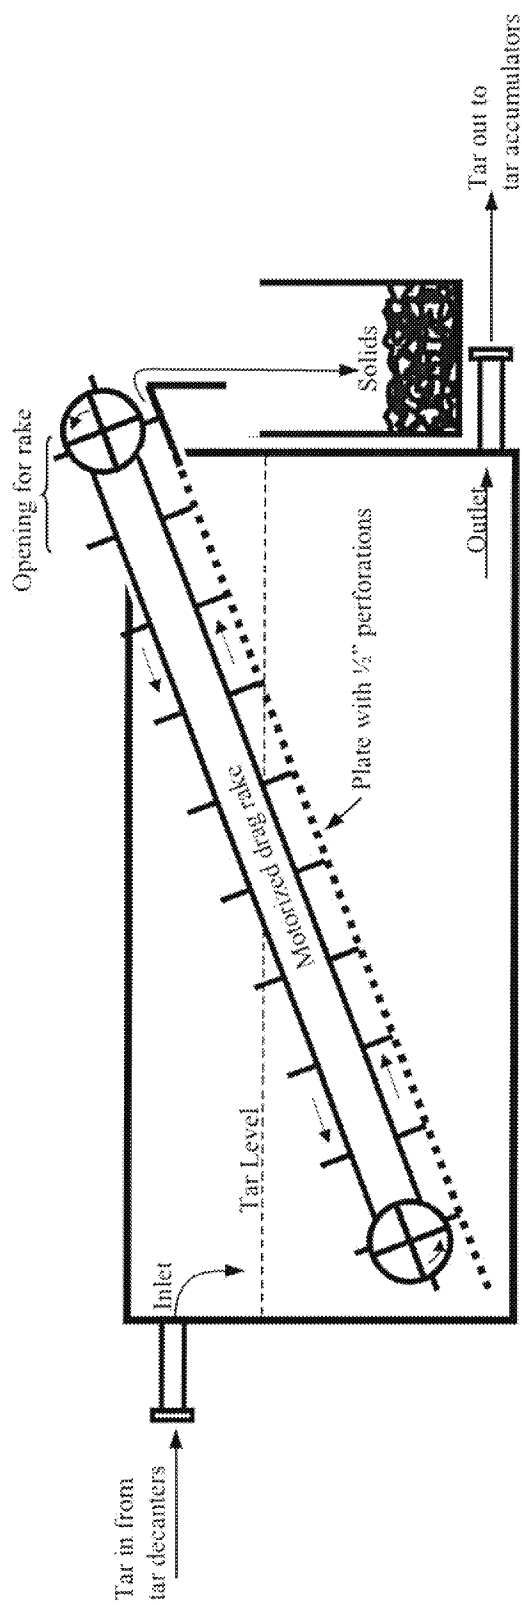 Tar in from
tar decanters
Inlet
Tar Level
Motorized drag rake
Plate with ½” perforations
Opening for rake
Solids
Outlet
Tar out to
tar accumulators